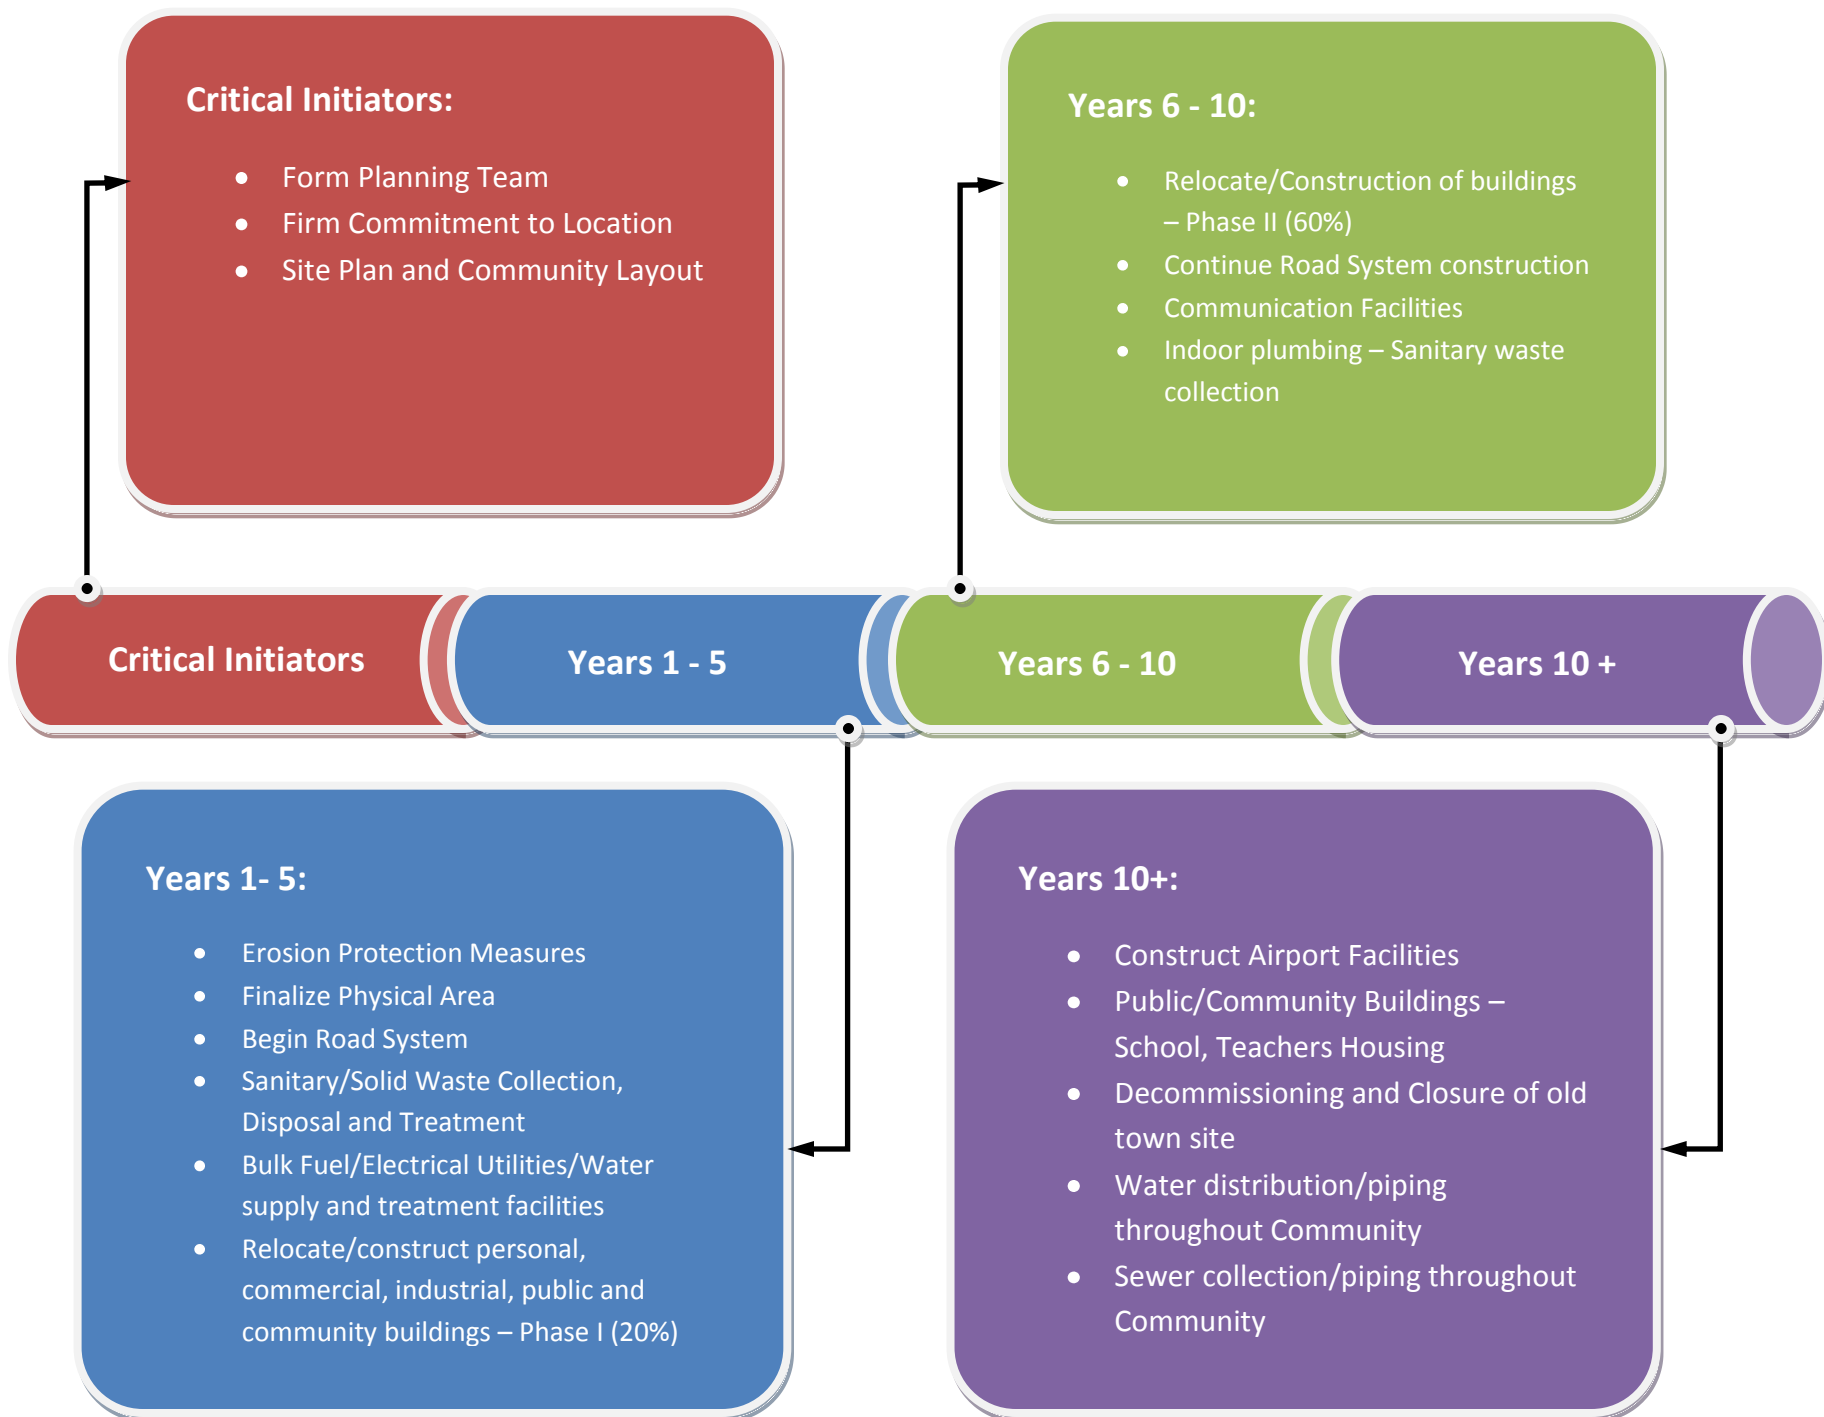 Critical Initiators:
• Form Planning Team
• Firm Commitment to Location
• Site Plan and Community Layout
Years 6 - 10:
• Relocate/Construction of buildings
– Phase II (60%)
• Continue Road System construction
• Communication Facilities
• Indoor plumbing – Sanitary waste
collection
Critical Initiators
Years 1 - 5
Years 6 - 10
Years 10 +
Years 1- 5:
• Erosion Protection Measures
• Finalize Physical Area
• Begin Road System
• Sanitary/Solid Waste Collection,
Disposal and Treatment
• Bulk Fuel/Electrical Utilities/Water
supply and treatment facilities
• Relocate/construct personal,
commercial, industrial, public and
community buildings – Phase I (20%)
Years 10+:
• Construct Airport Facilities
• Public/Community Buildings –
School, Teachers Housing
• Decommissioning and Closure of old
town site
• Water distribution/piping
throughout Community
• Sewer collection/piping throughout
Community